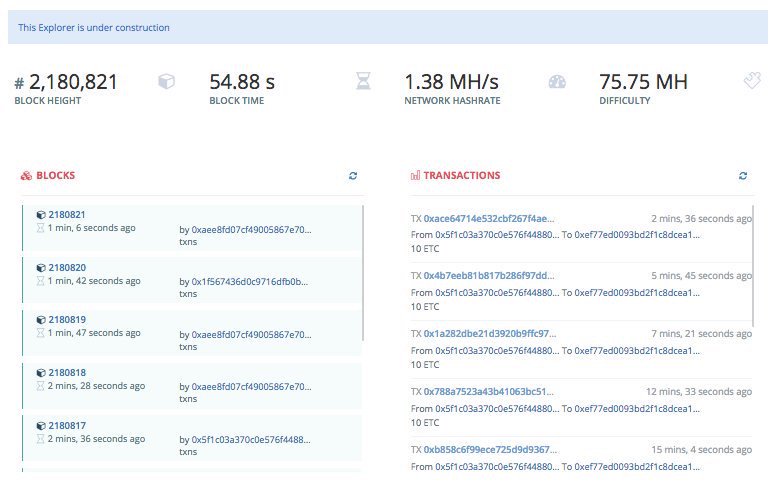 This Explorer is under construction
# 2,180,821
BLOCK HEIGHT
54.88 s
BLOCK TIME
1.38 MH/s
NETWORK HASHRATE
75.75 MH
DIFFICULTY
BLOCKS
2180821
1 min, 6 seconds ago
by 0xaee8fd07cf49005867e70...
txns
2180820
1 min, 42 seconds ago
by 0x1f567436d0c9716dfb0b...
txns
2180819
1 min, 47 seconds ago
by 0xaee8fd07cf49005867e70...
txns
2180818
2 mins, 28 seconds ago
by 0xaee8fd07cf49005867e70...
txns
2180817
2 mins, 36 seconds ago
by 0x5f1c03a370c0e576f4488...
txns
TRANSACTIONS
TX 0xace64714e532cbf267f4ae... 2 mins, 36 seconds ago
From 0x5f1c03a370c0e576f44880... To 0xef77ed0093bd2f1c8dcea1...
10 ETC
TX 0x4b7eeb81b817b286f97dd... 5 mins, 45 seconds ago
From 0x5f1c03a370c0e576f44880... To 0xef77ed0093bd2f1c8dcea1...
10 ETC
TX 0x1a282dbe21d3920b9ffc97... 7 mins, 21 seconds ago
From 0x5f1c03a370c0e576f44880... To 0xef77ed0093bd2f1c8dcea1...
10 ETC
TX 0x788a7523a43b41063bc51... 12 mins, 33 seconds ago
From 0x5f1c03a370c0e576f44880... To 0xef77ed0093bd2f1c8dcea1...
10 ETC
TX 0xb858c6f99ece725d9d9367... 15 mins, 4 seconds ago
From 0x5f1c03a370c0e576f44880... To 0xef77ed0093bd2f1c8dcea1...